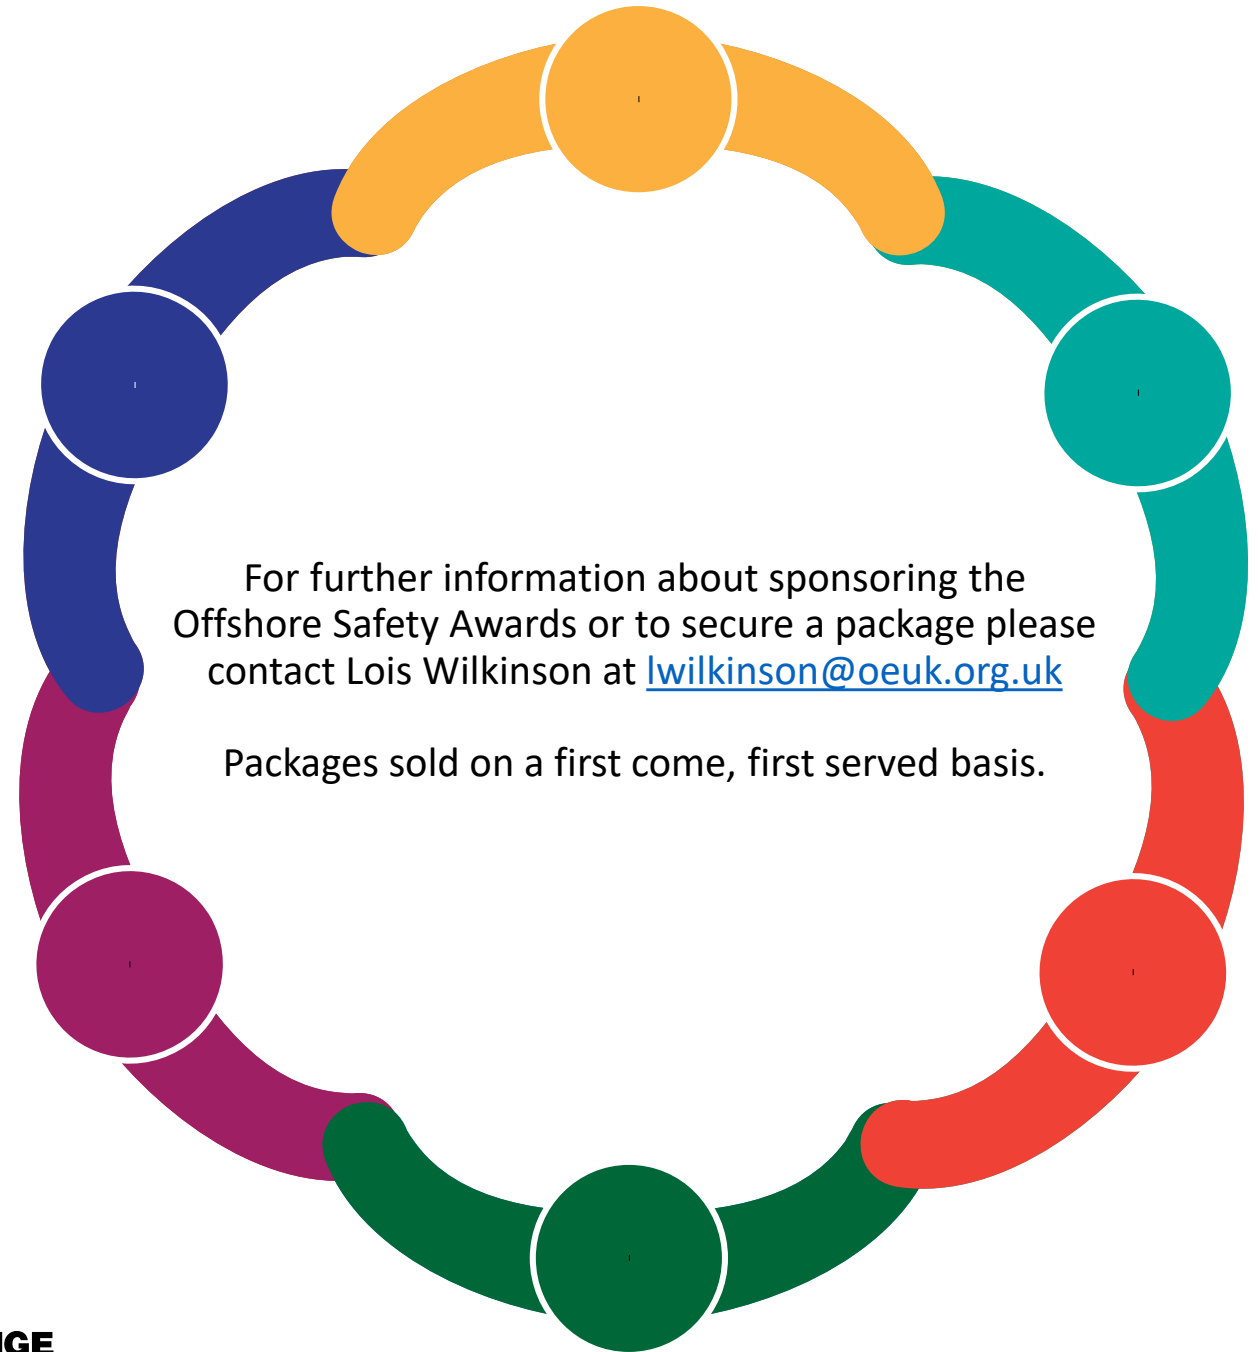 For further information about sponsoring the
Offshore Safety Awards or to secure a package please
contact Lois Wilkinson at lwilkinson@oeuk.org.uk
Packages sold on a first come, first served basis.